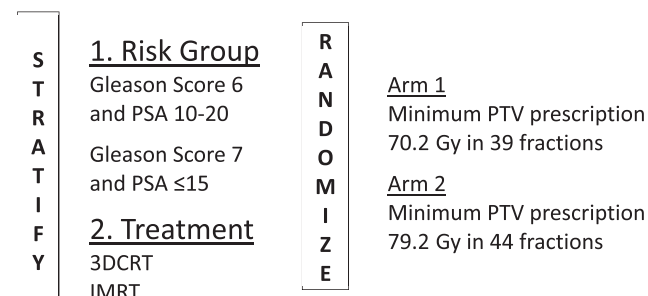 STRATIFY
1. Risk Group
Gleason Score 6
and PSA 10-20
Gleason Score 7
and PSA ≤15
2. Treatment
3DCRT
IMRT
RANDOMIZE
Arm 1
Minimum PTV prescription
70.2 Gy in 39 fractions
Arm 2
Minimum PTV prescription
79.2 Gy in 44 fractions